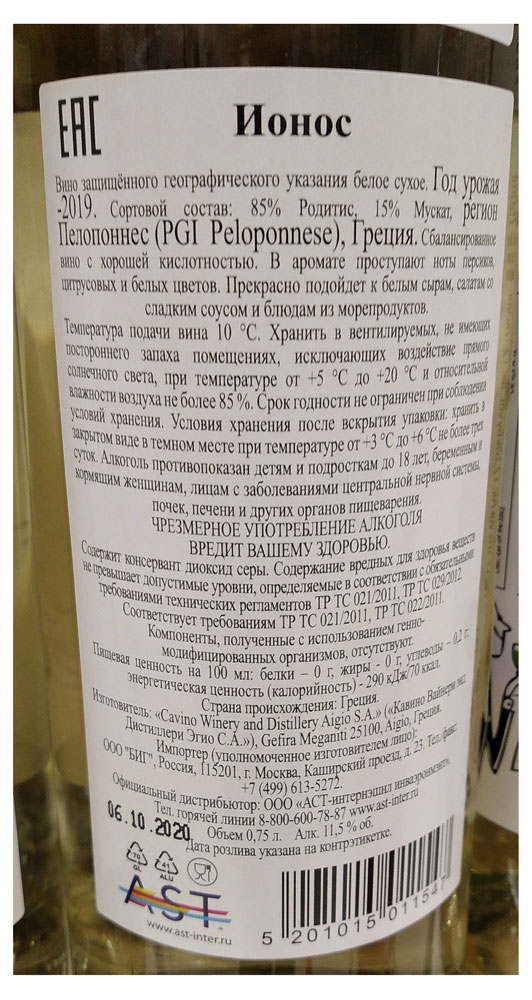 EAC
Ионос
Вино защищённого географического указания белое сухое. Год урожая
-2019. Сортовой состав: 85% Родитис, 15% Мускат, регион
Пелопоннес (PGI Peloponnese), Греция. Сбалансированное
вино с хорошей кислотностью. В аромате проступают ноты персиков,
цитрусовых и белых цветов. Прекрасно подойдет к белым сырам, салатам со
сладким соусом и блюдам из морепродуктов.
Температура подачи вина 10 °С. Хранить в вентилируемых, не имеющих
постороннего запаха помещениях, исключающих воздействие прямого
солнечного света, при температуре от +5 °С до +20 °С и относительной
влажности воздуха не более 85 %. Срок годности не ограничен при соблюдении
условий хранения. Условия хранения после вскрытия упаковки: хранить в
закрытом виде в темном месте при температуре от +3 °С до +6 °С не более трех
суток. Алкоголь противопоказан детям и подросткам до 18 лет, беременным и
кормящим женщинам, лицам с заболеваниями центральной нервной системы,
почек, печени и других органов пищеварения.
ЧРЕЗМЕРНОЕ УПОТРЕБЛЕНИЕ АЛКОГОЛЯ
ВРЕДИТ ВАШЕМУ ЗДОРОВЬЮ.
Содержит консервант диоксид серы. Содержание вредных для здоровья веществ
не превышает допустимые уровни, определяемые в соответствии с обязательными
требованиями технических регламентов ТР ТС 021/2011, ТР ТС 029/2012.
Соответствует требованиям ТР ТС 021/2011, ТР ТС 022/2011.
Компоненты, полученные с использованием генно-
модифицированных организмов, отсутствуют.
Пищевая ценность на 100 мл: белки – 0 г, жиры - 0 г, углеводы – 0,2 г,
энергетическая ценность (калорийность) - 290 кДж/70 ккал.
Страна происхождения: Греция.
Изготовитель: «Cavino Winery and Distillery Aigio S.A.» («Кавино Вайнери энд
Дистиллери Эгио С.А.»), Gefira Meganiti 25100, Aigio, Греция.
Импортер (уполномоченное изготовителем лицо):
ООО "БИГ", Россия, 115201, г. Москва, Каширский проезд, д. 23. Тел./факс:
+7 (499) 613-5272.
Официальный дистрибьютор: ООО «АСТ-интернэшнл инваэронмэнт»,
Тел. горячей линии 8-800-600-78-87 www.ast-inter.ru
06.10.2020 Объем 0,75 л. Алк. 11,5 % об.
Дата розлива указана на контрэтикетке.
70 GL 41 ALU
AST
www.ast-inter.ru
5 201015 011547